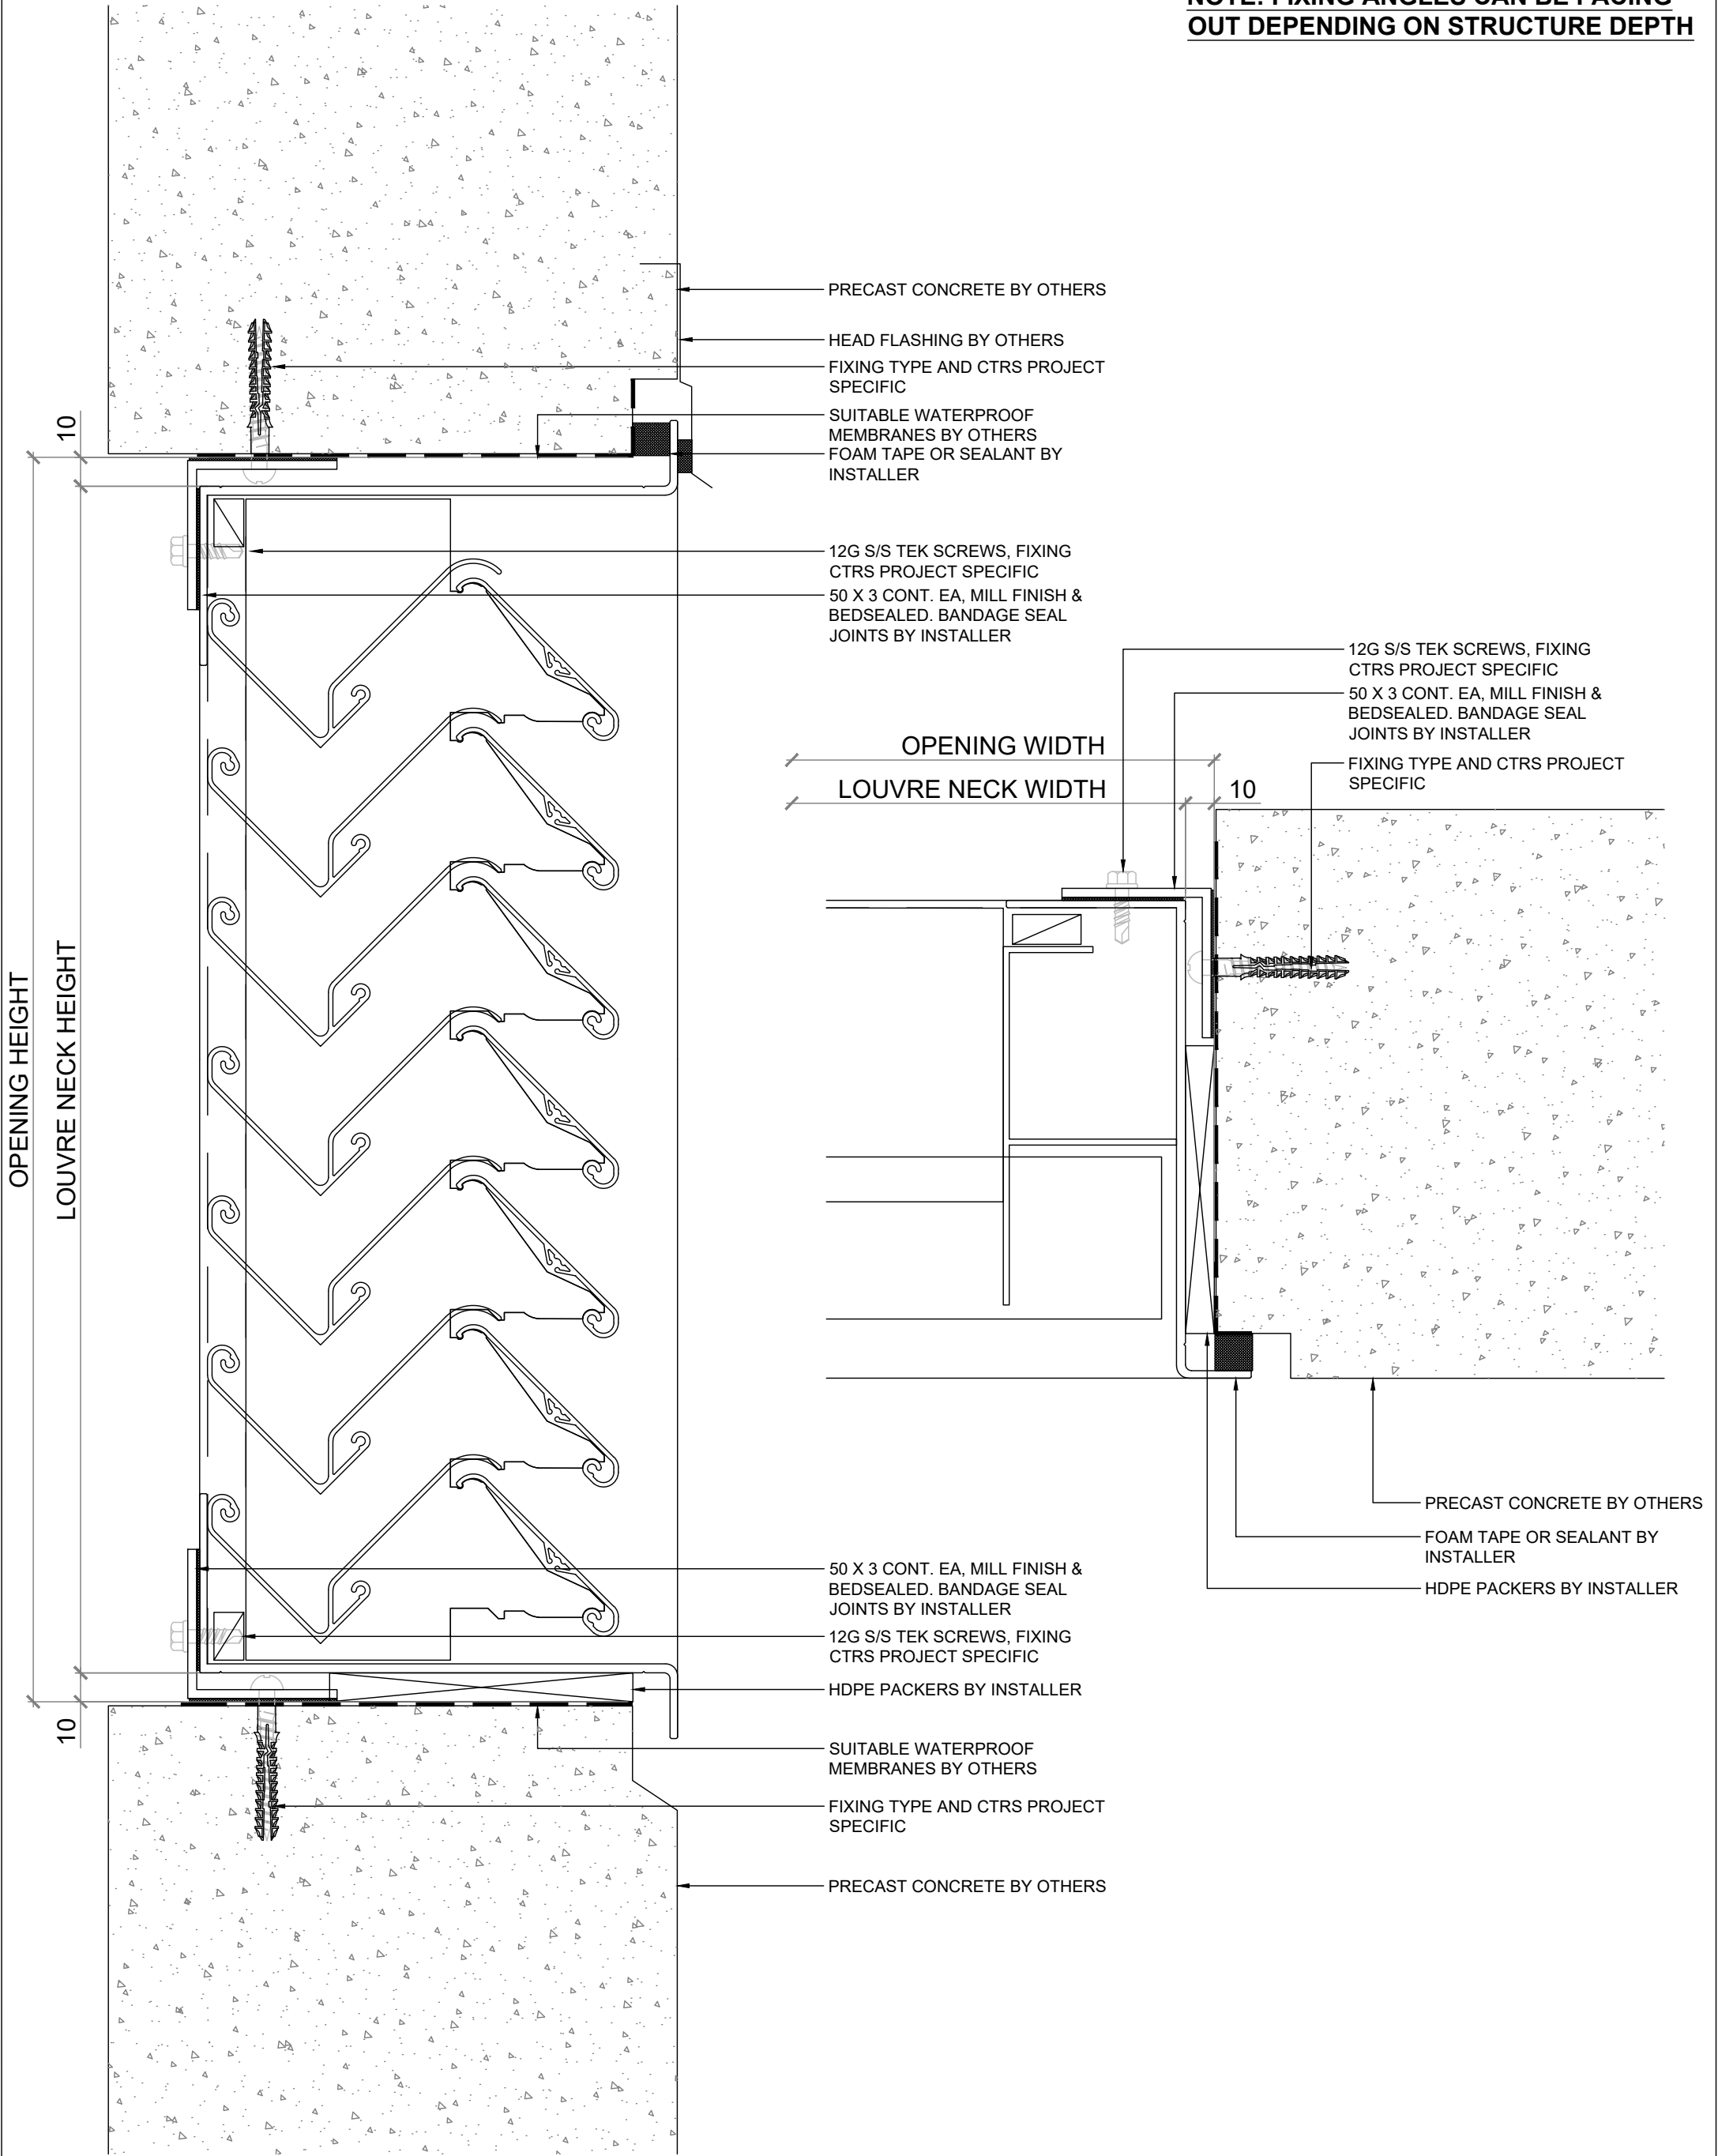 NOTE: FIXING ANGLES CAN BE FACING
OUT DEPENDING ON STRUCTURE DEPTH
PRECAST CONCRETE BY OTHERS
HEAD FLASHING BY OTHERS
FIXING TYPE AND CTRS PROJECT
SPECIFIC
SUITABLE WATERPROOF
MEMBRANES BY OTHERS
FOAM TAPE OR SEALANT BY
INSTALLER
12G S/S TEK SCREWS, FIXING
CTRS PROJECT SPECIFIC
50 X 3 CONT. EA, MILL FINISH &
BEDSEALED. BANDAGE SEAL
JOINTS BY INSTALLER
10
OPENING HEIGHT
LOUVRE NECK HEIGHT
10
50 X 3 CONT. EA, MILL FINISH &
BEDSEALED. BANDAGE SEAL
JOINTS BY INSTALLER
12G S/S TEK SCREWS, FIXING
CTRS PROJECT SPECIFIC
HDPE PACKERS BY INSTALLER
SUITABLE WATERPROOF
MEMBRANES BY OTHERS
FIXING TYPE AND CTRS PROJECT
SPECIFIC
PRECAST CONCRETE BY OTHERS
12G S/S TEK SCREWS, FIXING
CTRS PROJECT SPECIFIC
50 X 3 CONT. EA, MILL FINISH &
BEDSEALED. BANDAGE SEAL
JOINTS BY INSTALLER
FIXING TYPE AND CTRS PROJECT
SPECIFIC
OPENING WIDTH
LOUVRE NECK WIDTH
10
PRECAST CONCRETE BY OTHERS
FOAM TAPE OR SEALANT BY
INSTALLER
HDPE PACKERS BY INSTALLER